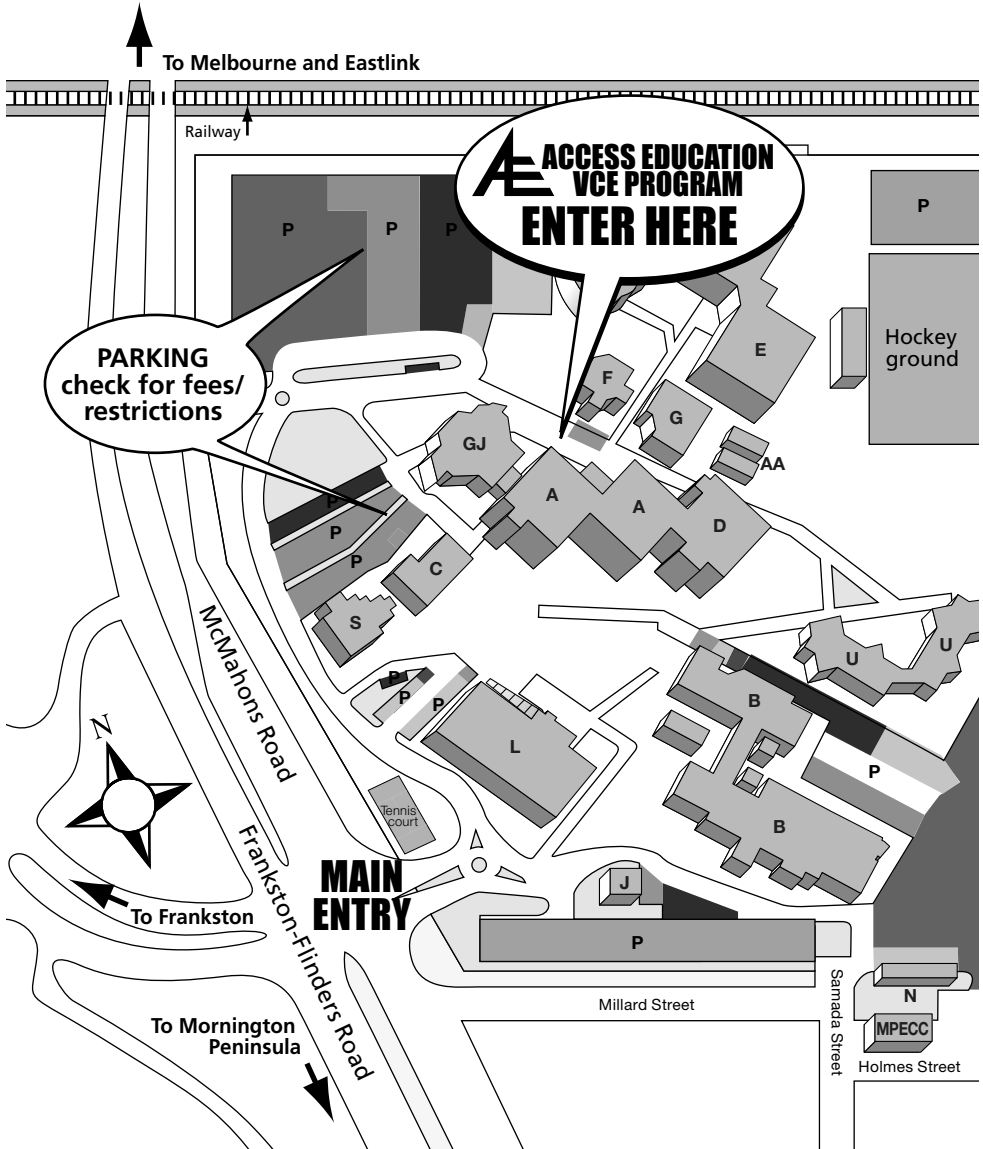 To Melbourne and Eastlink
Railway
ACCESS EDUCATION
VCE PROGRAM
ENTER HERE
P
P
P
P
Hockey
ground
PARKING
check for fees/
restrictions
E
F
G
GJ
AA
A
A
D
P
P
P
C
S
U
U
McMahons Road
P
P
P
B
L
P
N
Tennis
court
B
Frankston-Flinders Road
MAIN
ENTRY
J
To Frankston
P
Samada Street
N
Millard Street
MPECC
To Mornington
Peninsula
Holmes Street